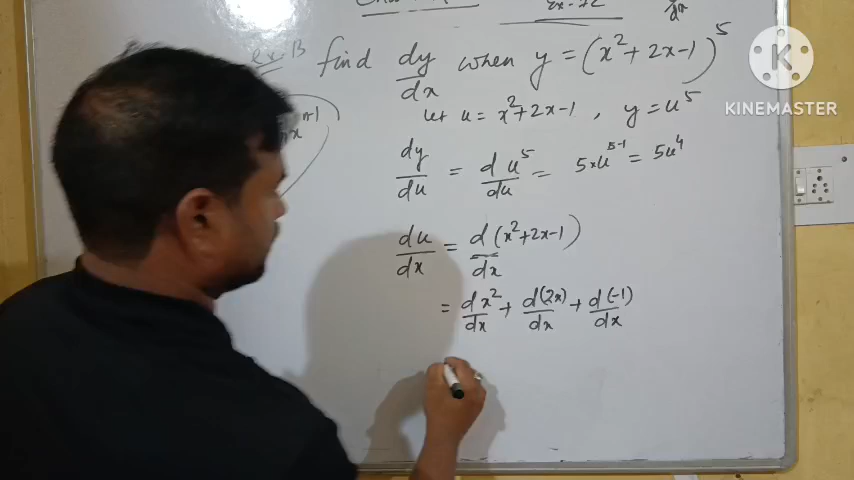 ex. 13 find dy/dx when y = (x² + 2x-1)⁵
let u = x²+2x-1 , y = u⁵
dy/du = d u⁵/du = 5×u⁵⁻¹ = 5u⁴
du/dx = d/dx (x²+2x-1)
= dx²/dx + d(2x)/dx + d(-1)/dx
KINEMASTER